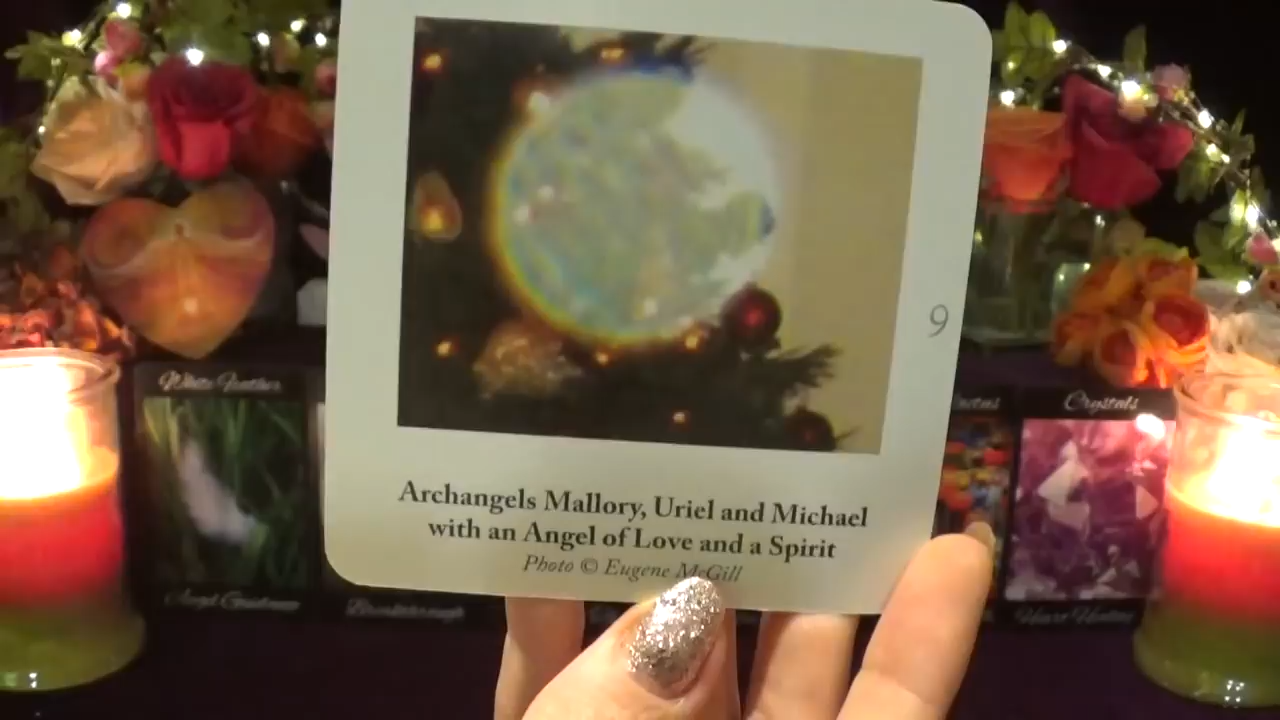 9
Archangels Mallory, Uriel and Michael
with an Angel of Love and a Spirit
Photo © Eugene McGill
White Feather
Crystals